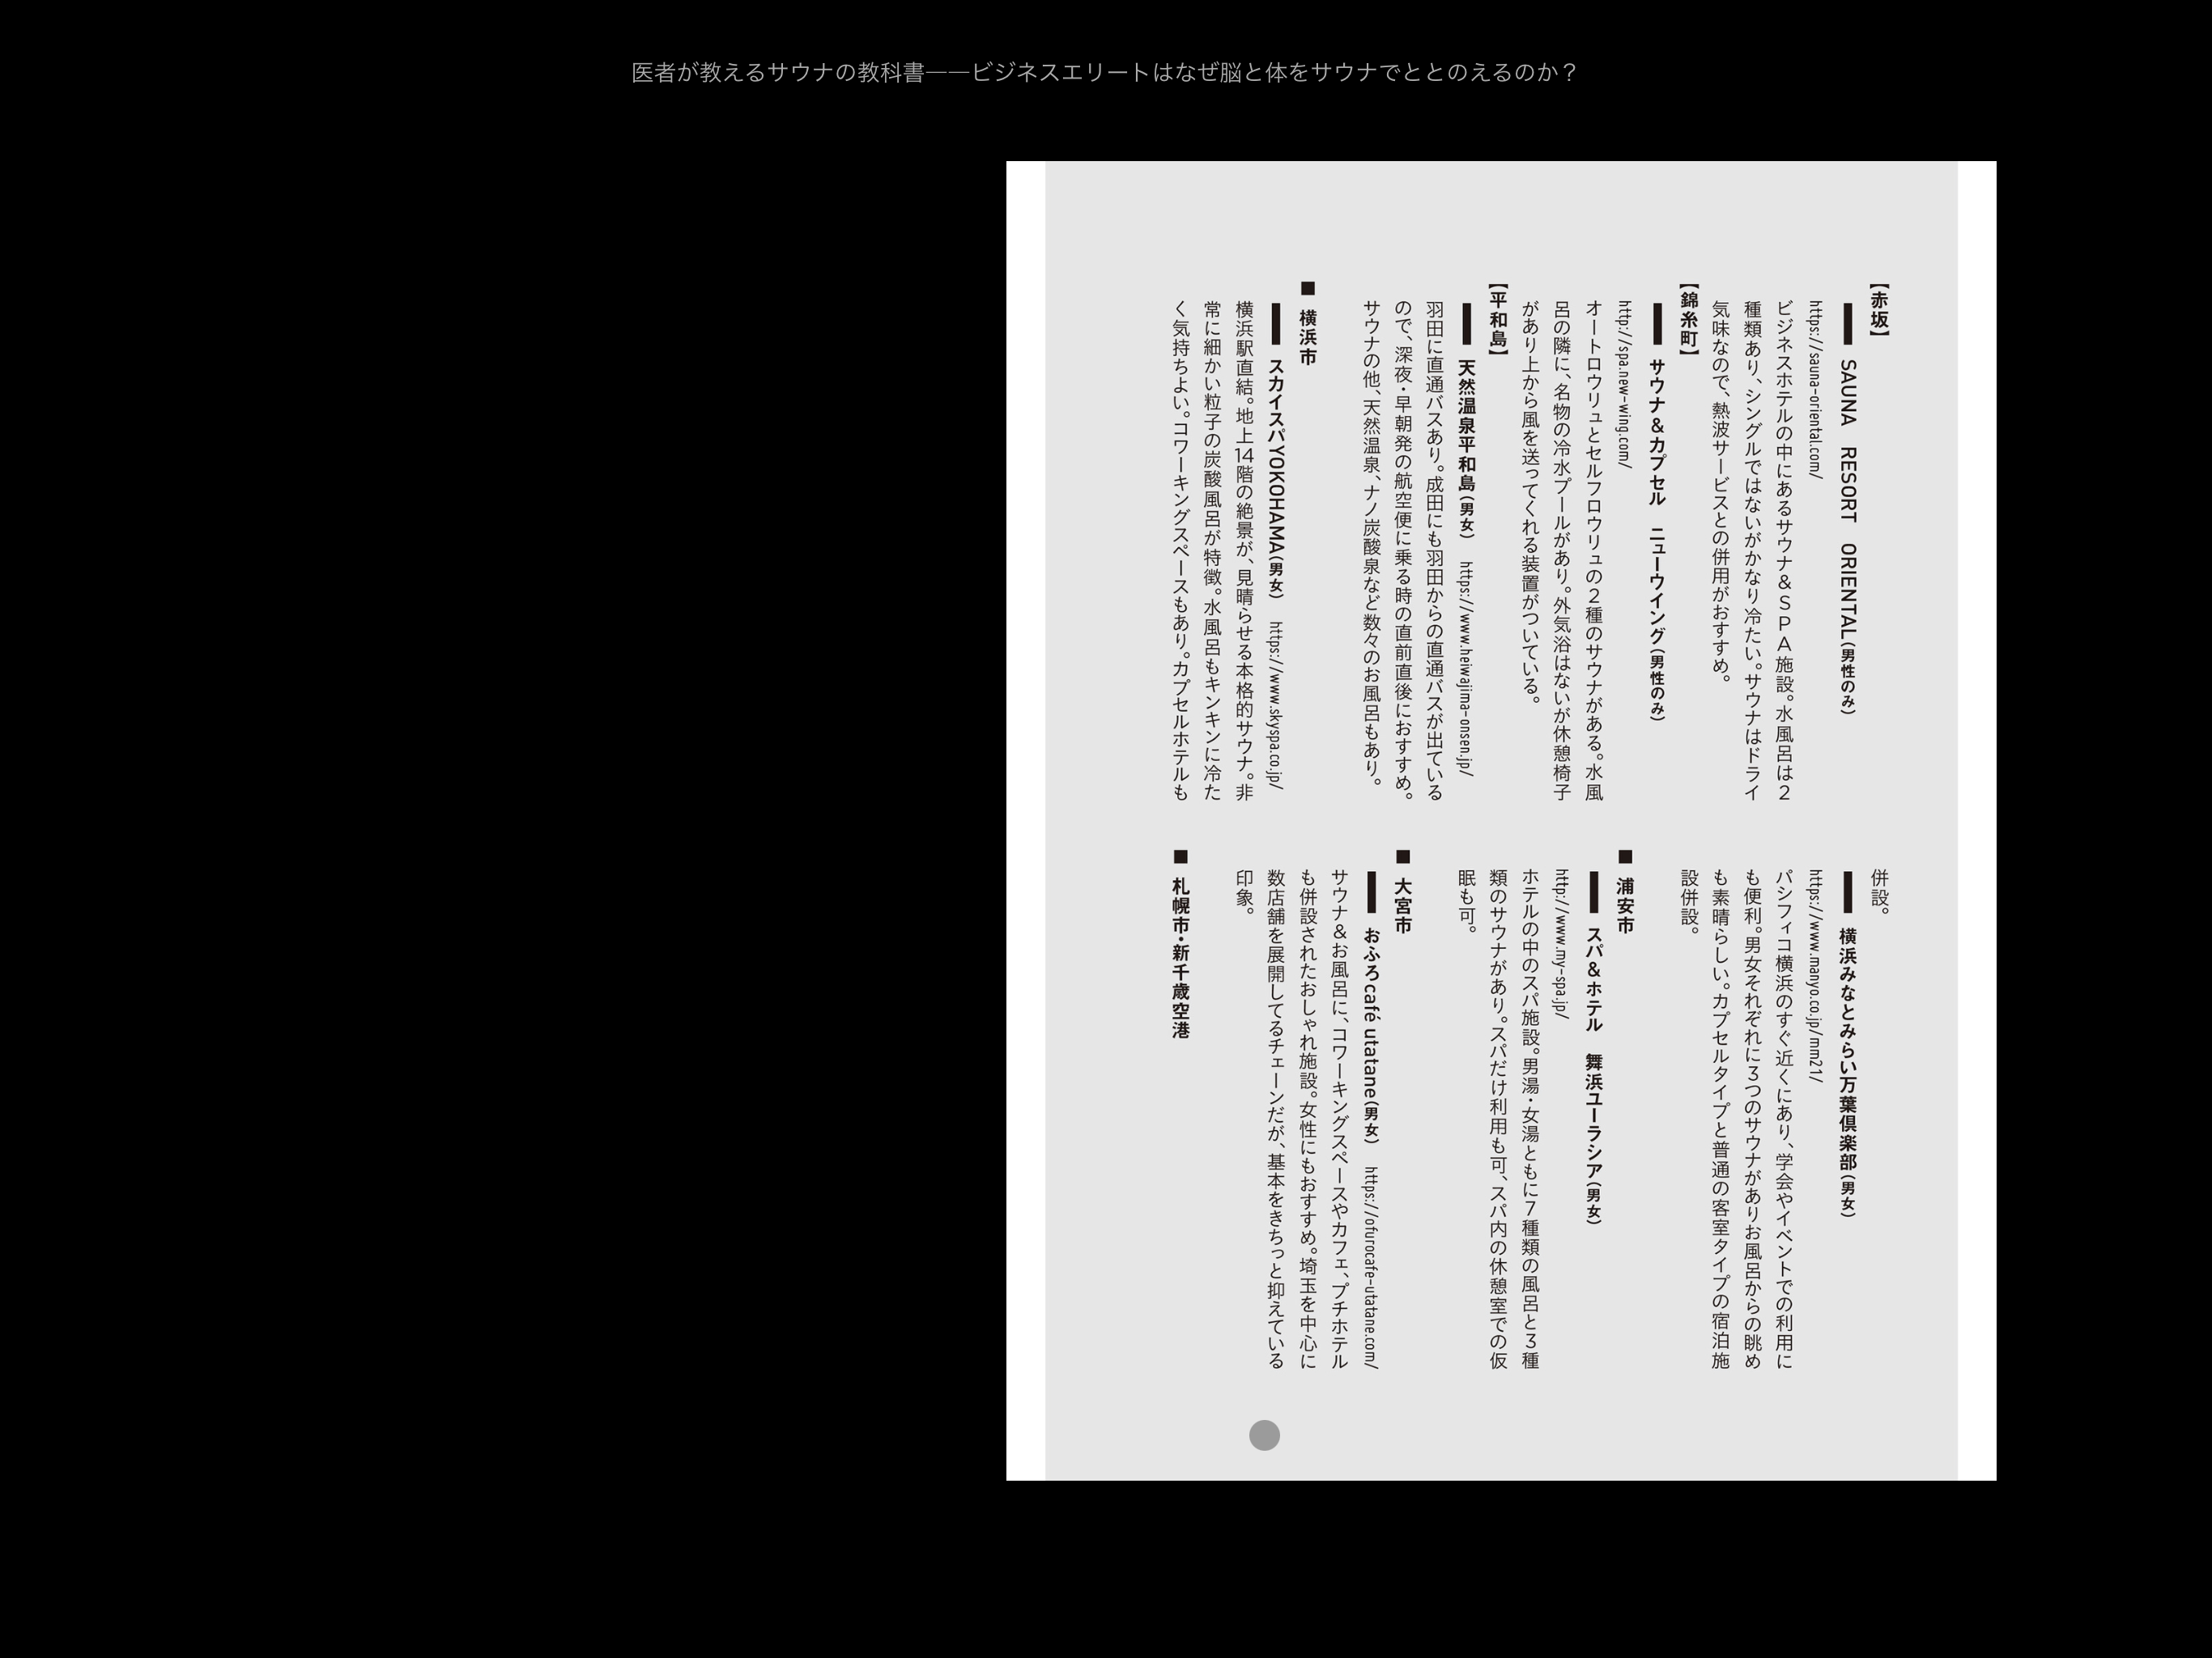 医者が教えるサウナの教科書――ビジネスエリートはなぜ脳と体をサウナでととのえるのか？
【赤坂】
SAUNA　RESORT　ORIENTAL（男性のみ）
https://sauna-oriental.com/
ビジネスホテルの中にあるサウナ＆ＳＰＡ施設。水風呂は２
種類あり、シングルではないがかなり冷たい。サウナはドライ
気味なので、熱波サービスとの併用がおすすめ。
【錦糸町】
サウナ＆カプセル　ニューウイング（男性のみ）
http://spa.new-wing.com/
オートロウリュとセルフロウリュの２種のサウナがある。水風
呂の隣に、名物の冷水プールがあり。外気浴はないが休憩椅子
があり上から風を送ってくれる装置がついている。
【平和島】
天然温泉平和島（男女）　https://www.heiwajima-onsen.jp/
羽田に直通バスあり。成田にも羽田からの直通バスが出ている
ので、深夜・早朝発の航空便に乗る時の直前直後におすすめ。
サウナの他、天然温泉、ナノ炭酸泉など数々のお風呂もあり。
■ 横浜市
スカイスパYOKOHAMA（男女）　https://www.skyspa.co.jp/
横浜駅直結。地上14階の絶景が、見晴らせる本格的サウナ。非
常に細かい粒子の炭酸風呂が特徴。水風呂もキンキンに冷た
く気持ちよい。コワーキングスペースもあり。カプセルホテルも
併設。
横浜みなとみらい万葉倶楽部（男女）
https://www.manyo.co.jp/mm21/
パシフィコ横浜のすぐ近くにあり、学会やイベントでの利用に
も便利。男女それぞれに３つのサウナがありお風呂からの眺め
も素晴らしい。カプセルタイプと普通の客室タイプの宿泊施
設併設。
■ 浦安市
スパ＆ホテル　舞浜ユーラシア（男女）
http://www.my-spa.jp/
ホテルの中のスパ施設。男湯・女湯ともに７種類の風呂と３種
類のサウナがあり。スパだけ利用も可、スパ内の休憩室での仮
眠も可。
■ 大宮市
おふろcafé utatane（男女）　https://ofurocafe-utatane.com/
サウナ＆お風呂に、コワーキングスペースやカフェ、プチホテル
も併設されたおしゃれ施設。女性にもおすすめ。埼玉を中心に
数店舗を展開してるチェーンだが、基本をきちっと抑えている
印象。
■ 札幌市・新千歳空港